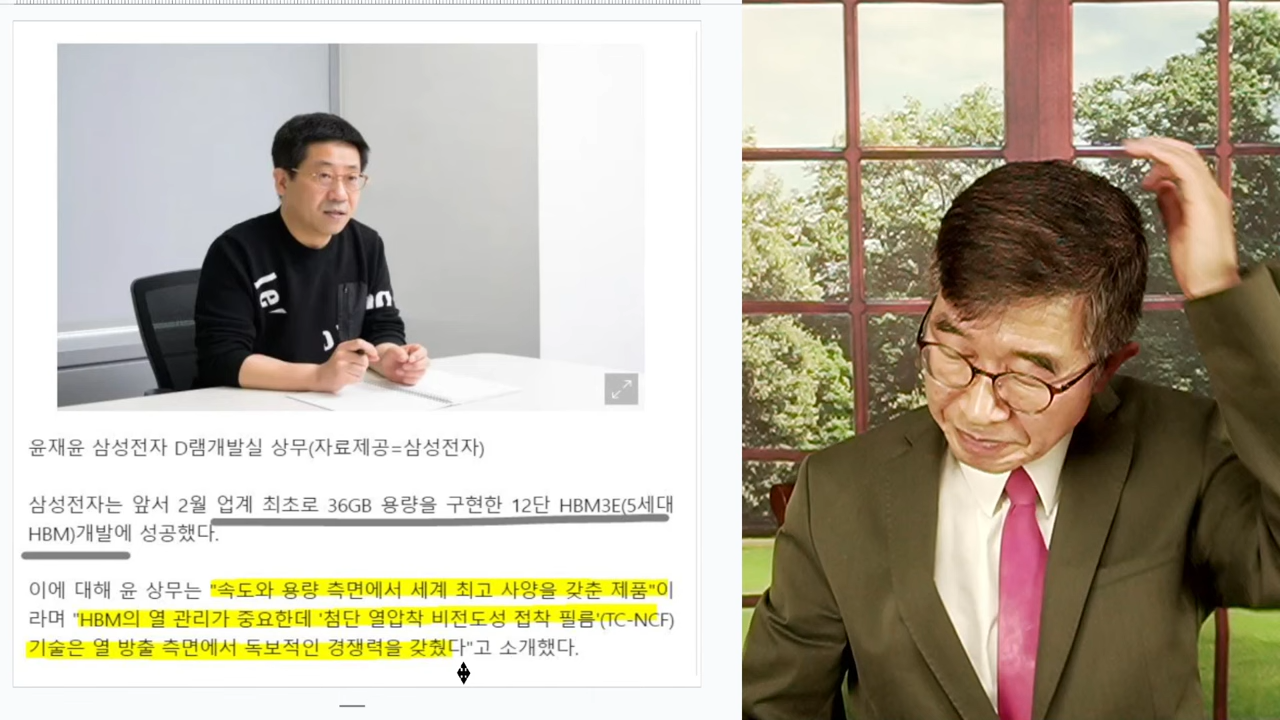 윤재윤 삼성전자 D램개발실 상무(자료제공=삼성전자)
삼성전자는 앞서 2월 업계 최초로 36GB 용량을 구현한 12단 HBM3E(5세대
HBM)개발에 성공했다.
이에 대해 윤 상무는 "속도와 용량 측면에서 세계 최고 사양을 갖춘 제품"이
라며 "HBM의 열 관리가 중요한데 '첨단 열압착 비전도성 접착 필름'(TC-NCF)
기술은 열 방출 측면에서 독보적인 경쟁력을 갖췄다"고 소개했다.